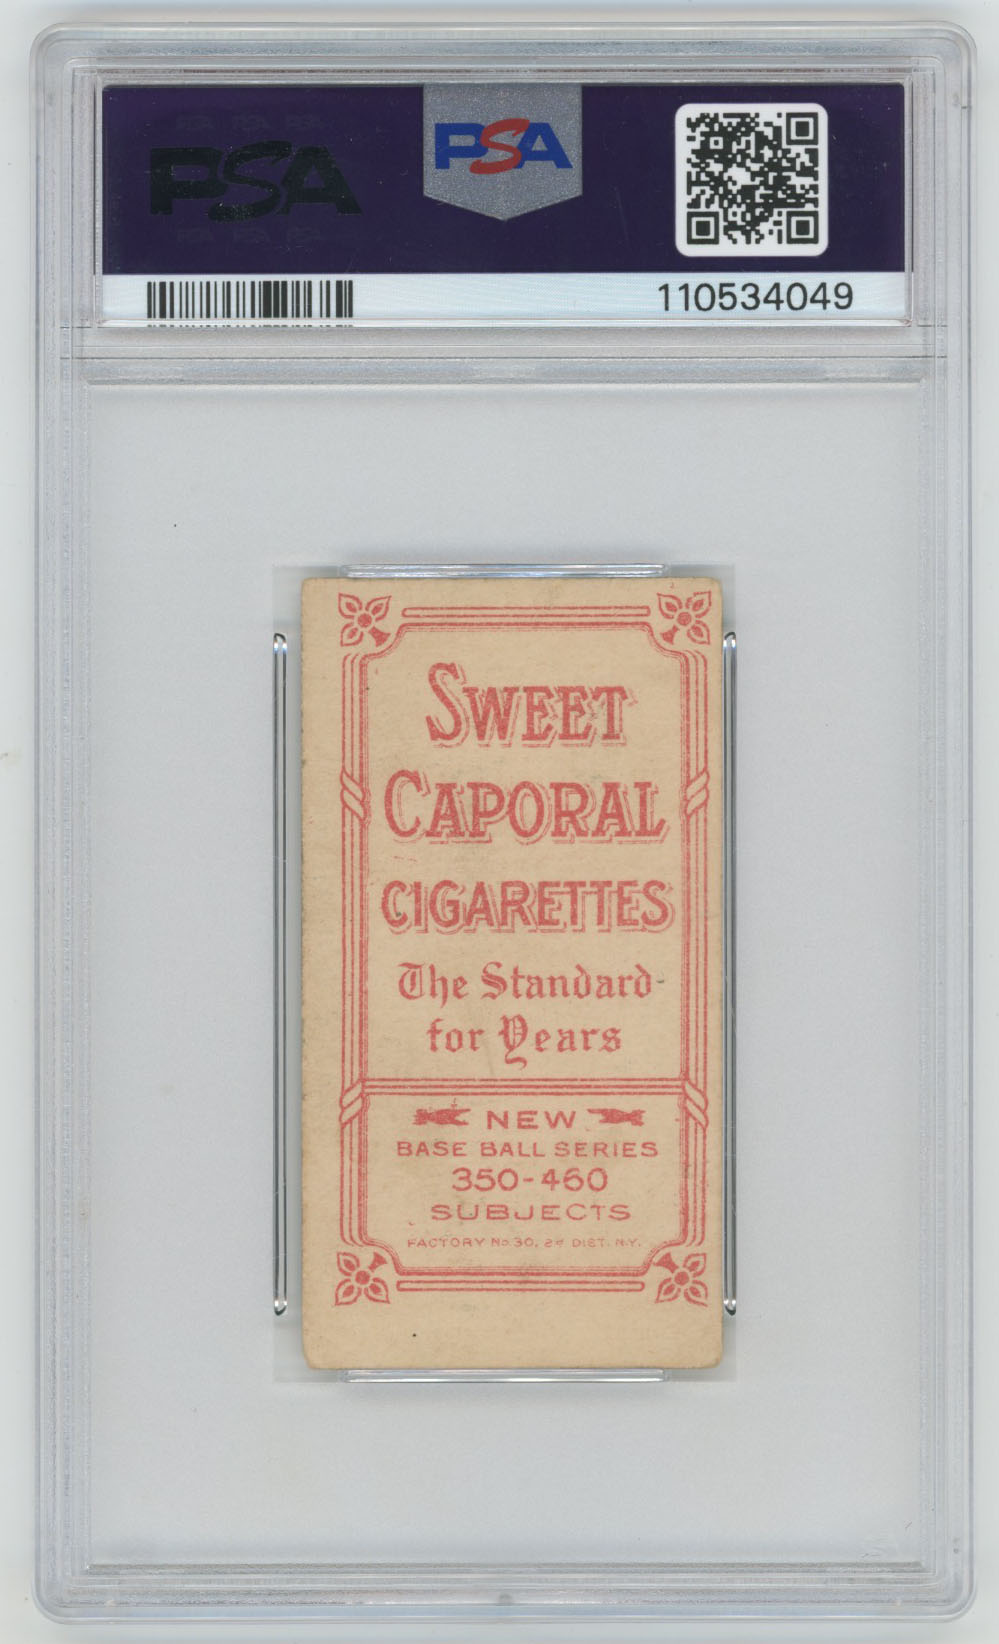 PSA
PSA
110534049
SWEET
CAPORAL
CIGARETTES
The Standard
for Years
NEW
BASE BALL SERIES
350-460
SUBJECTS
FACTORY No 30, 2d DIST. N.Y.